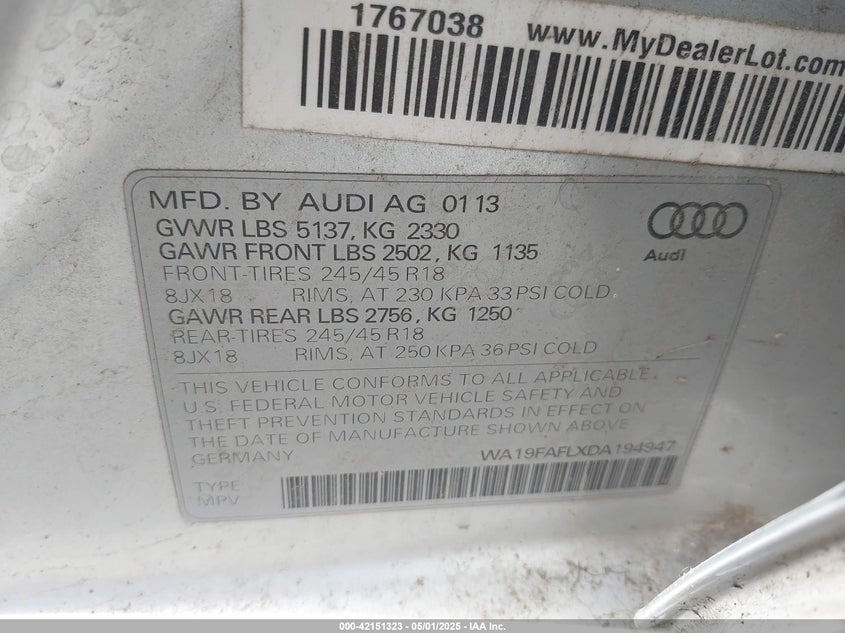 1767038 www.MyDealerLot.com
MFD. BY AUDI AG 01 13
GVWR LBS 5137, KG 2330
GAWR FRONT LBS 2502, KG 1135
FRONT-TIRES 245/45 R18
8JX18 RIMS, AT 230 KPA 33 PSI COLD
GAWR REAR LBS 2756, KG 1250
REAR-TIRES 245/45 R18
8JX18 RIMS, AT 250 KPA 36 PSI COLD
Audi
THIS VEHICLE CONFORMS TO ALL APPLICABLE
U.S. FEDERAL MOTOR VEHICLE SAFETY AND
THEFT PREVENTION STANDARDS IN EFFECT ON
THE DATE OF MANUFACTURE SHOWN ABOVE
GERMANY WA19FAFLXDA194947
TYPE
MPV
000-42151323 - 05/01/2025 - IAA Inc.